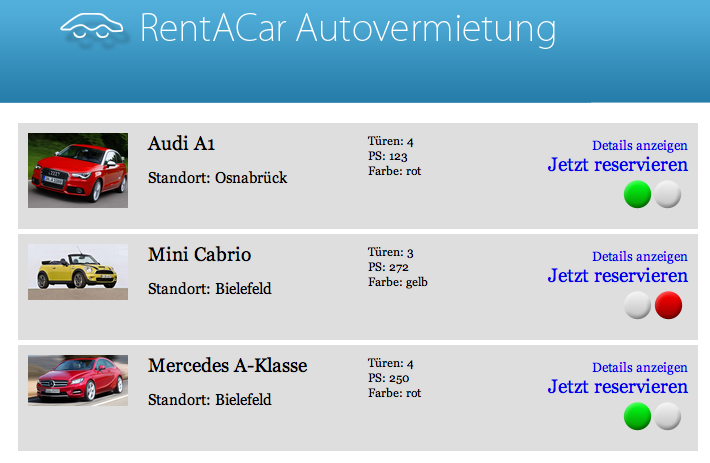 RentACar Autovermietung
Audi A1
Standort: Osnabrück
Türen: 4
PS: 123
Farbe: rot
Details anzeigen
Jetzt reservieren
Mini Cabrio
Standort: Bielefeld
Türen: 3
PS: 272
Farbe: gelb
Details anzeigen
Jetzt reservieren
Mercedes A-Klasse
Standort: Bielefeld
Türen: 4
PS: 250
Farbe: rot
Details anzeigen
Jetzt reservieren